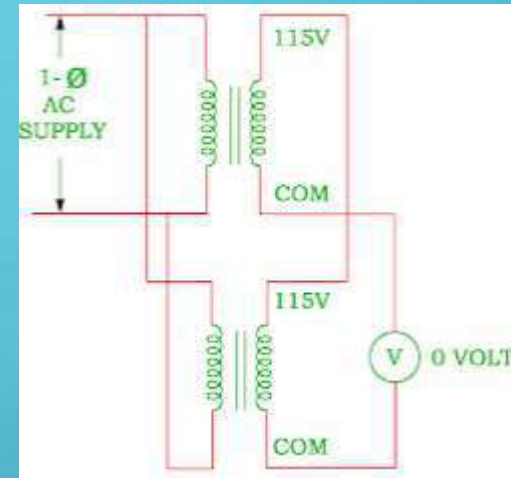 115V
1- Ø
AC
SUPPLY
COM
115V
V 0 VOLT
COM